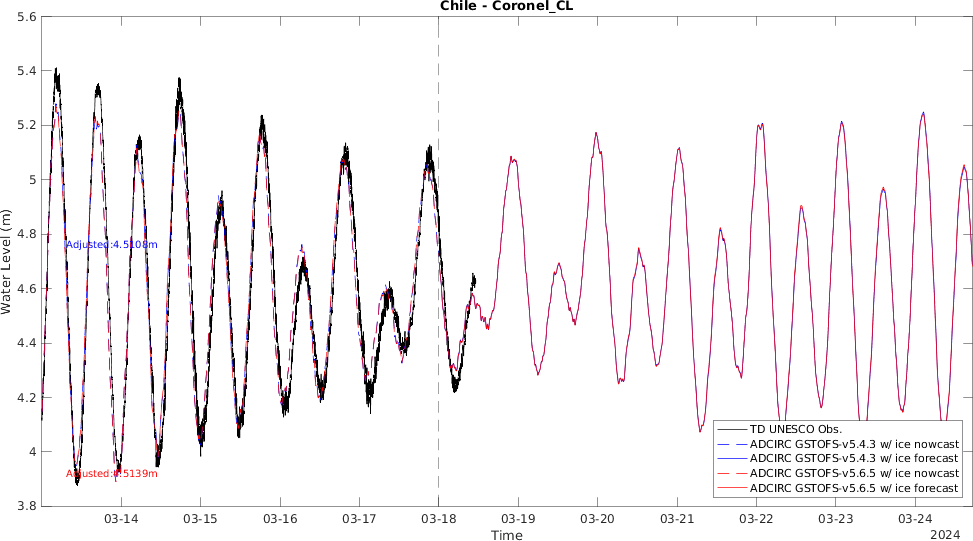 Chile - Coronel_CL
5.6
5.4
5.2
5
4.8
4.6
4.4
4.2
4
3.8
Water Level (m)
Adjusted:4.5108m
Adjusted:4.5139m
TD UNESCO Obs.
ADCIRC GSTOFS-v5.4.3 w/ ice nowcast
ADCIRC GSTOFS-v5.4.3 w/ ice forecast
ADCIRC GSTOFS-v5.6.5 w/ ice nowcast
ADCIRC GSTOFS-v5.6.5 w/ ice forecast
03-14 03-15 03-16 03-17 03-18 03-19 03-20 03-21 03-22 03-23 03-24
Time
2024